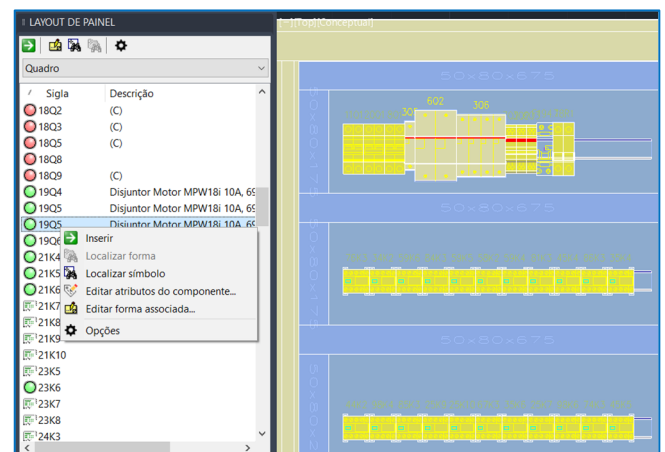 LAYOUT DE PAINEL
[−][Top][Conceptual]
Quadro
Sigla Descrição
18Q2 (C)
18Q3 (C)
18Q5 (C)
18Q8
18Q9 (C)
19Q4 Disjuntor Motor MPW18i 10A, 69
19Q5 Disjuntor Motor MPW18i 10A, 69
19Q5 Disjuntor Motor MPW18i 10A, 69
19Q6
21K4
21K5
21K6
21K7
21K8
21K9
21K10
23K5
23K6
23K7
23K8
24K3
Inserir
Localizar forma
Localizar símbolo
Editar atributos do componente...
Editar forma associada...
Opções
50x80x675
307
602
306
50x80x675
50x80x675